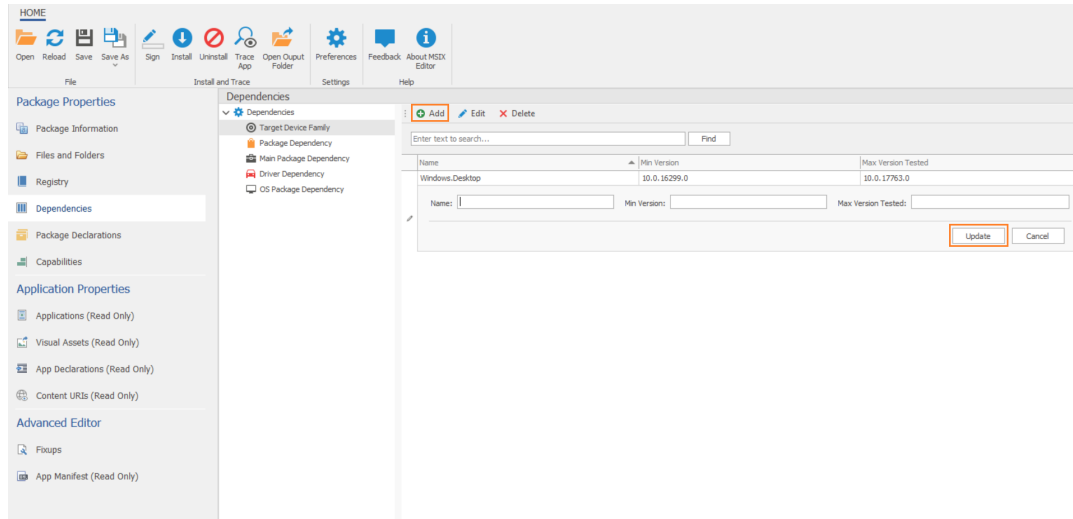 HOME
Open Reload Save Save As Sign Install Uninstall Trace App Open Ouput Folder Preferences Feedback About MSIX Editor
File Install and Trace Settings Help
Package Properties
Package Information
Files and Folders
Registry
Dependencies
Package Declarations
Capabilities
Application Properties
Applications (Read Only)
Visual Assets (Read Only)
App Declarations (Read Only)
Content URIs (Read Only)
Advanced Editor
Fixups
App Manifest (Read Only)
Dependencies
Dependencies
Target Device Family
Package Dependency
Main Package Dependency
Driver Dependency
OS Package Dependency
Add Edit Delete
Enter text to search... Find
Name Min Version Max Version Tested
Windows.Desktop 10.0.16299.0 10.0.17763.0
Name: Min Version: Max Version Tested:
Update Cancel